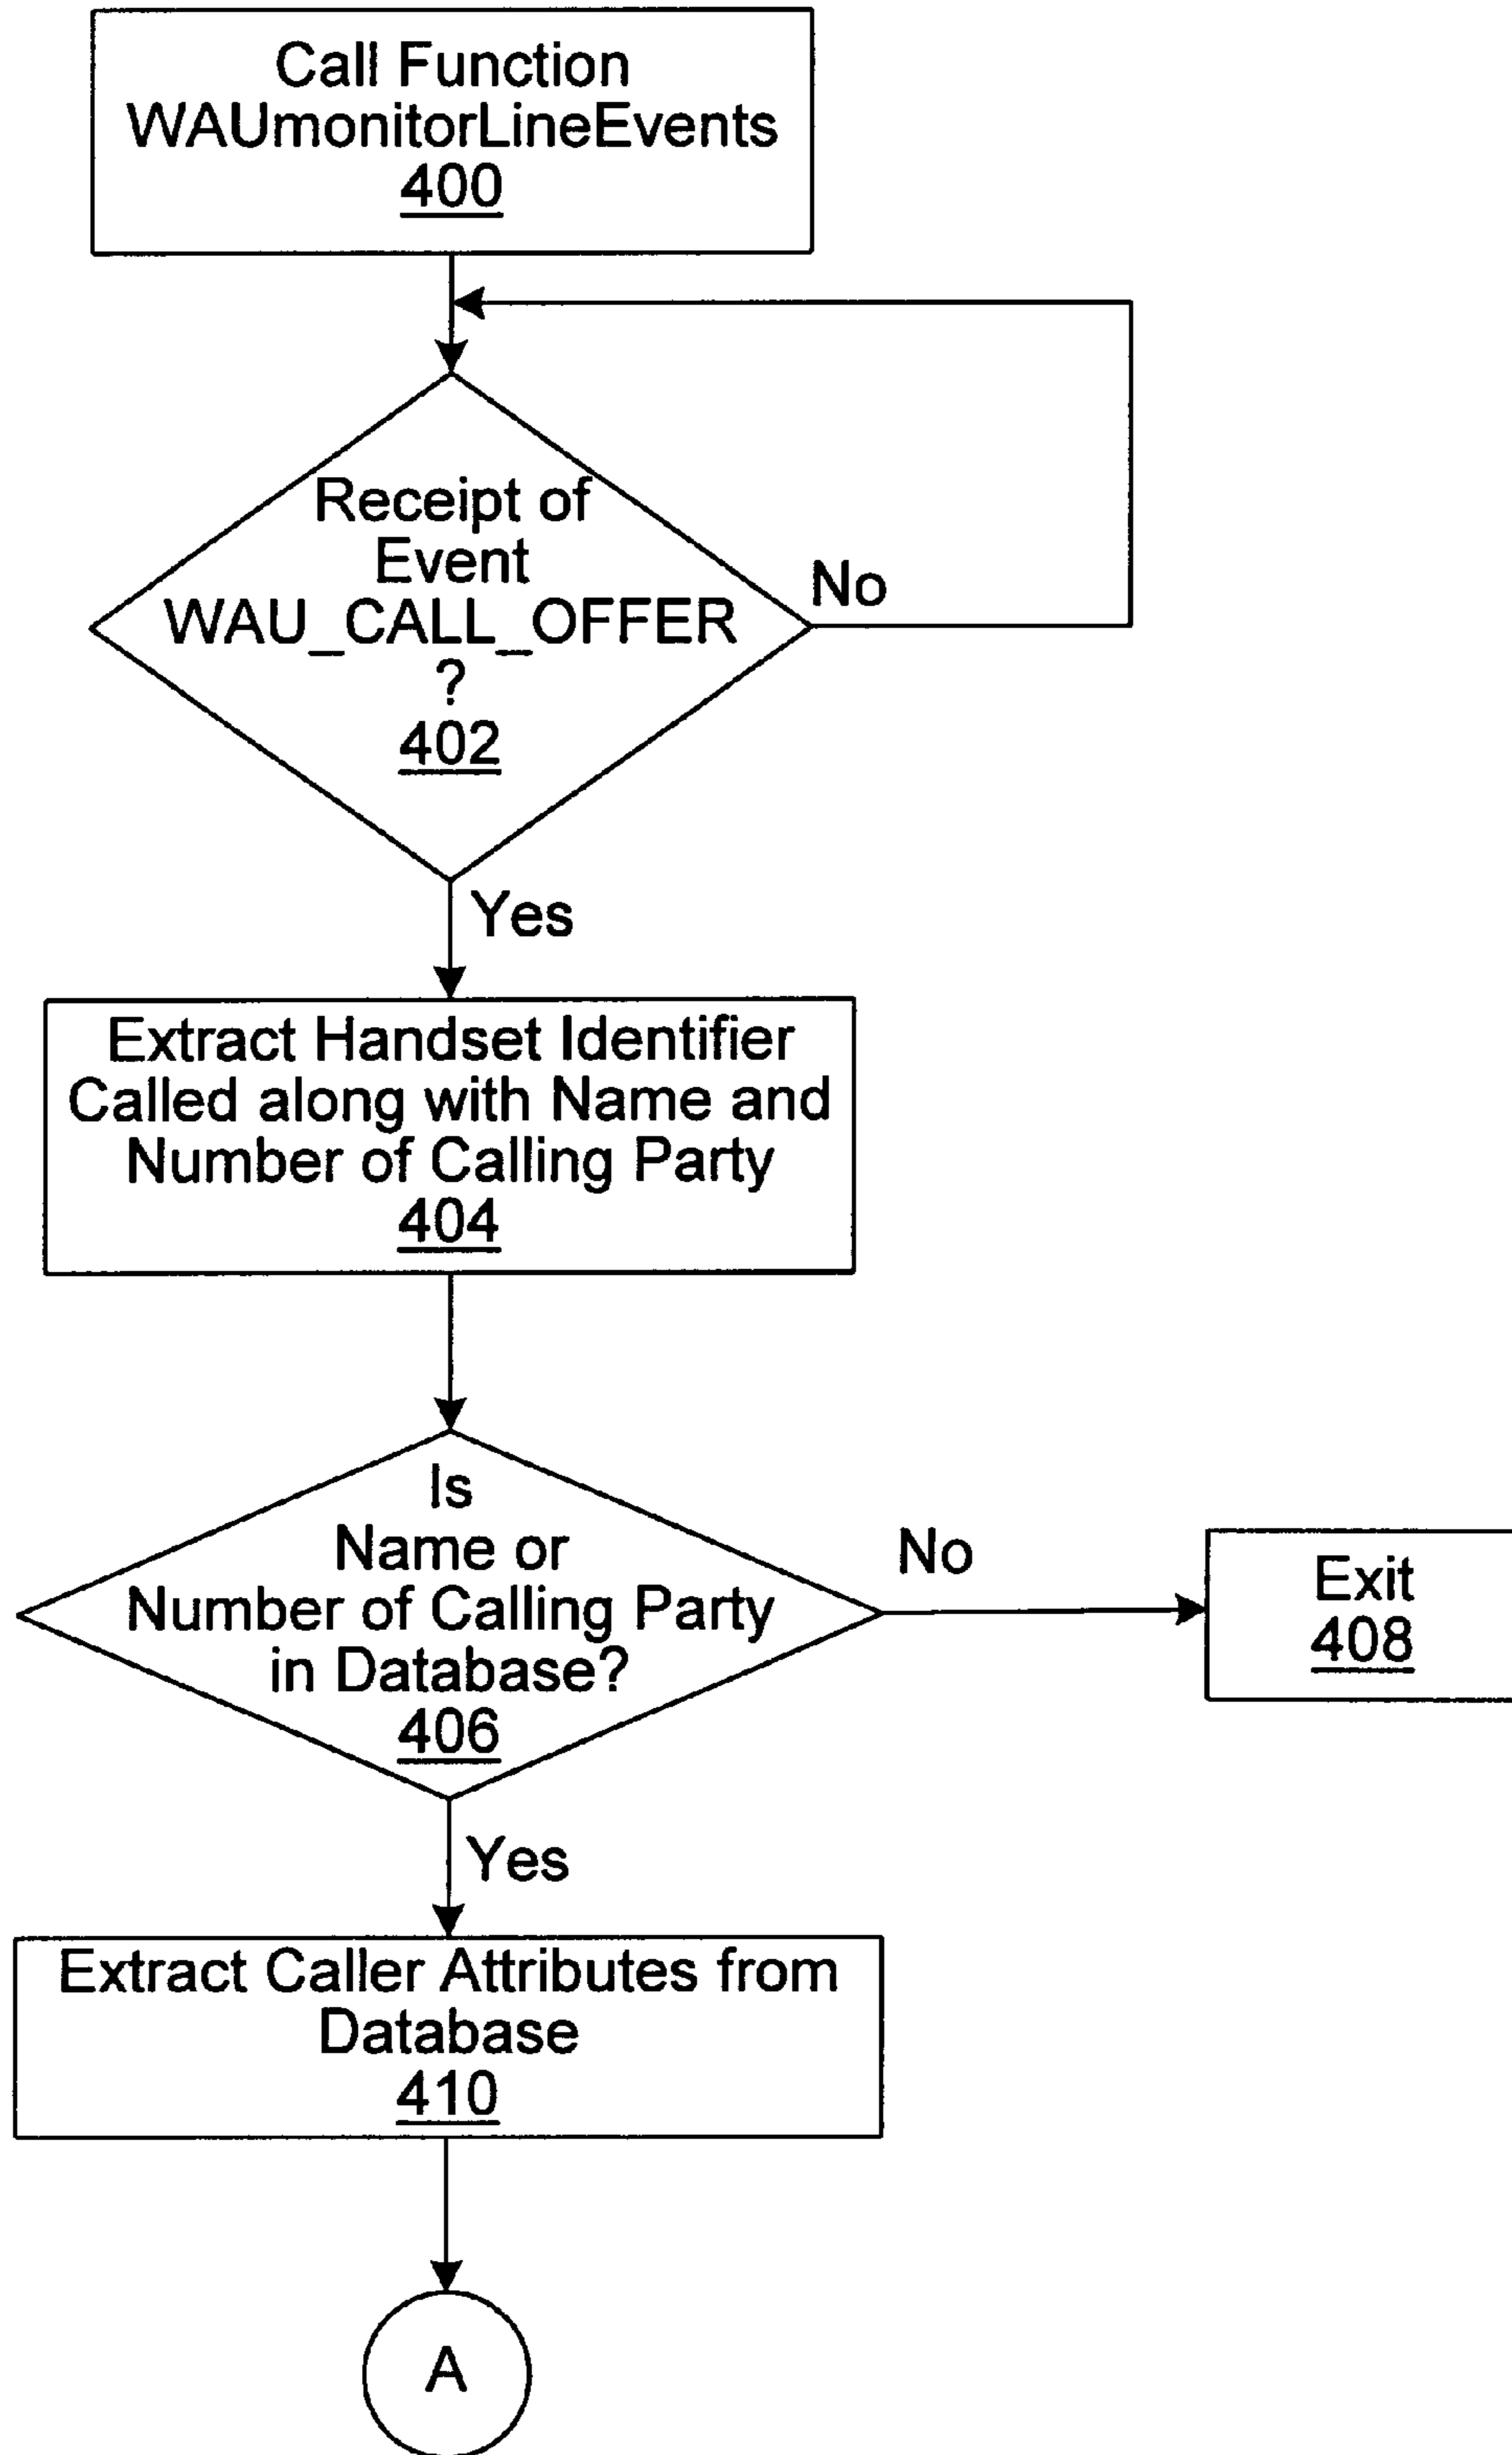 Call Function
WAUmonitorLineEvents
400
Receipt of
Event
WAU_CALL_OFFER
?
402
No
Yes
Extract Handset Identifier
Called along with Name and
Number of Calling Party
404
Is
Name or
Number of Calling Party
in Database?
406
No
Exit
408
Yes
Extract Caller Attributes from
Database
410
A